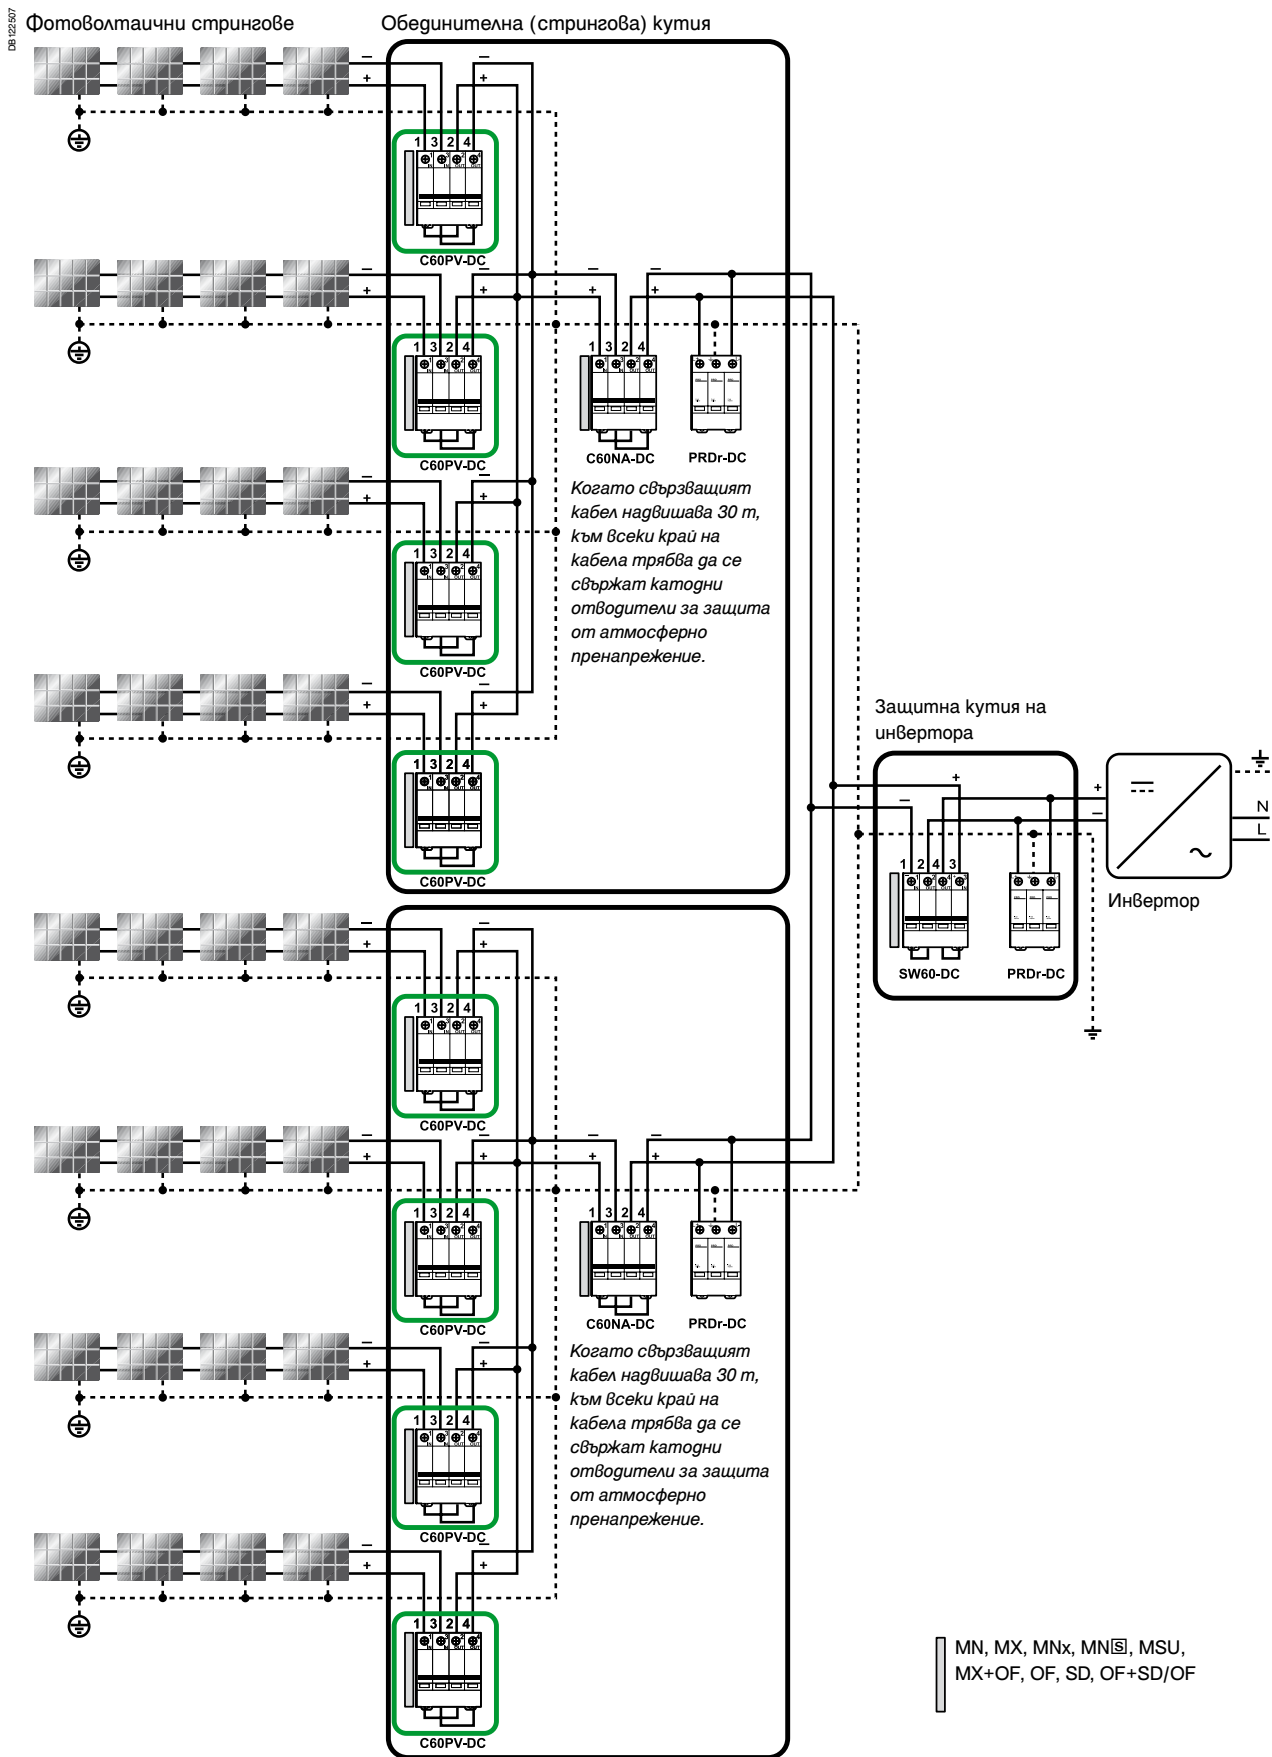 DB122507
Фотоволтаични стрингове
Обединителна (стрингова) кутия
– + – +
1 3 2 4
C60PV-DC
– + – + – + – +
1 3 2 4
1 3 2 4
C60PV-DC
C60NA-DC
PRDr-DC
Когато свързващият
кабел надвишава 30 m,
към всеки край на
кабела трябва да се
свържат катодни
отводители за защита
от атмосферно
пренапрежение.
– + – +
1 3 2 4
C60PV-DC
– + – +
1 3 2 4
C60PV-DC
Защитна кутия на
инвертора
+ – + –
1 2 4 3
SW60-DC
PRDr-DC
N
L
Инвертор
– + – +
1 3 2 4
C60PV-DC
– + – + – + – +
1 3 2 4
1 3 2 4
C60PV-DC
C60NA-DC
PRDr-DC
Когато свързващият
кабел надвишава 30 m,
към всеки край на
кабела трябва да се
свържат катодни
отводители за защита
от атмосферно
пренапрежение.
– + – +
1 3 2 4
C60PV-DC
– + – +
1 3 2 4
C60PV-DC
MN, MX, MNx, MN🅂, MSU,
MX+OF, OF, SD, OF+SD/OF